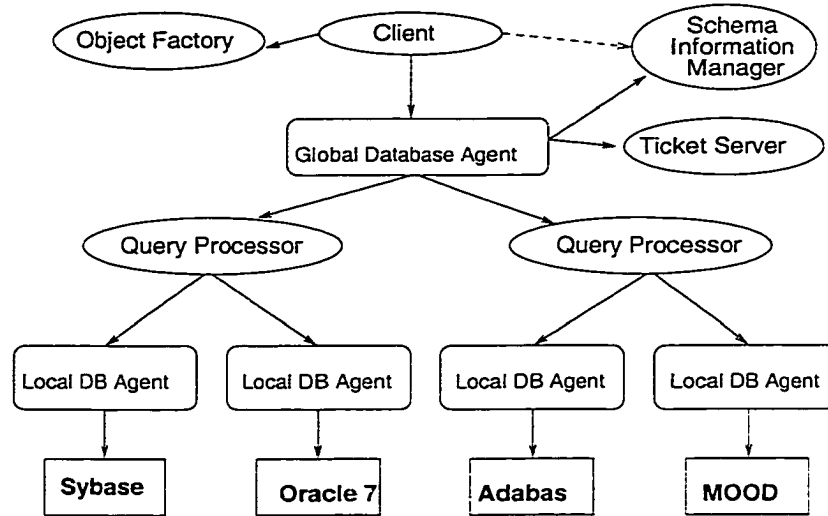 Object Factory
Client
Schema
Information
Manager
Global Database Agent
Ticket Server
Query Processor
Query Processor
Local DB Agent
Local DB Agent
Local DB Agent
Local DB Agent
Sybase
Oracle 7
Adabas
MOOD